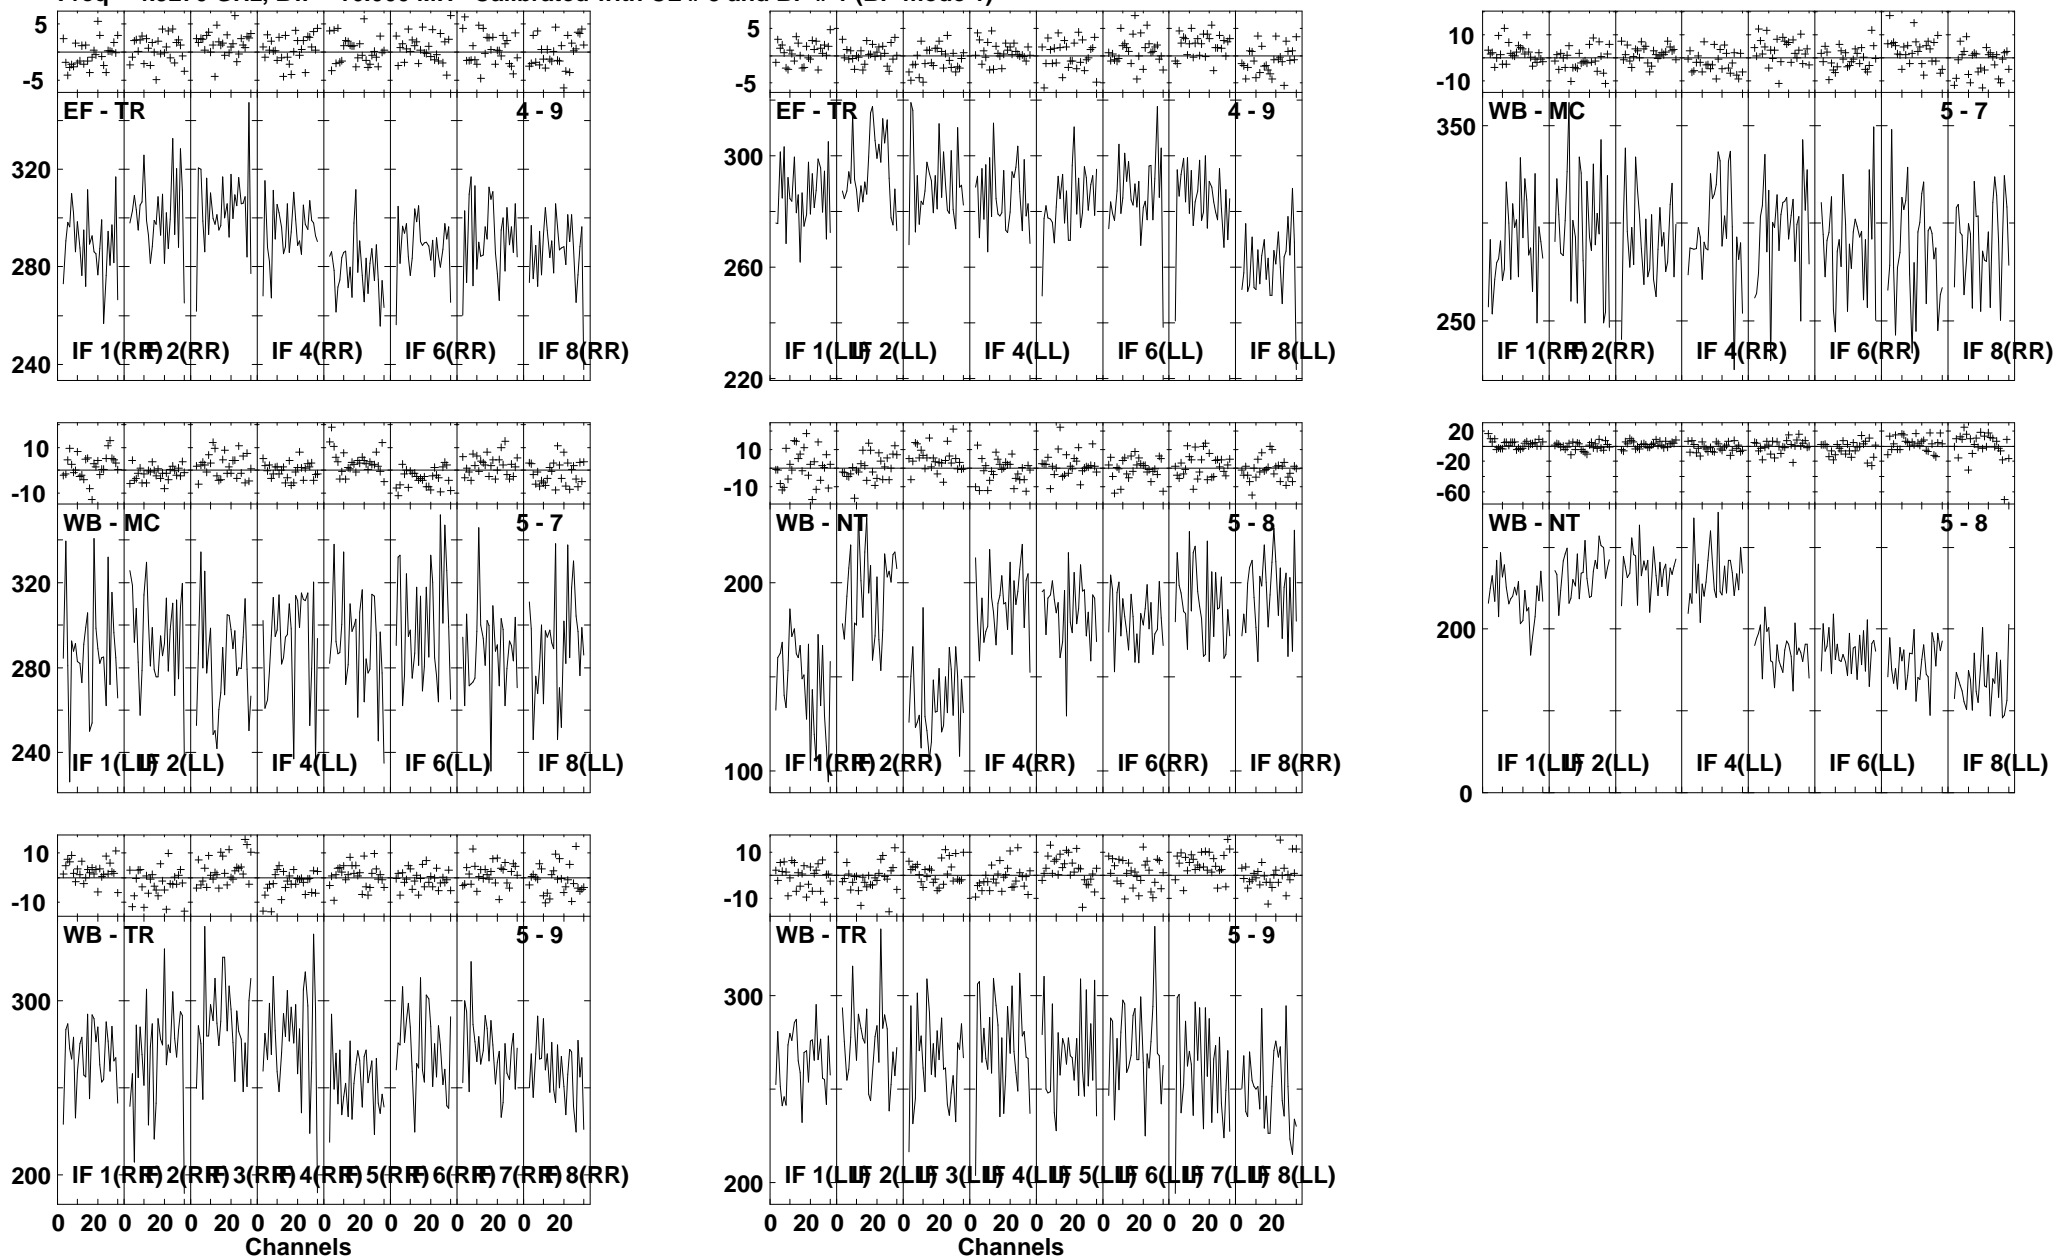 5
-5
EF - TR 4 - 9
320
280
240
IF 1(RR) IF 2(RR) IF 4(RR) IF 6(RR) IF 8(RR)
5
-5
EF - TR 4 - 9
300
260
220
IF 1(LL) IF 2(LL) IF 4(LL) IF 6(LL) IF 8(LL)
10
-10
WB - MC 5 - 7
350
250
IF 1(RR) IF 2(RR) IF 4(RR) IF 6(RR) IF 8(RR)
10
-10
WB - MC 5 - 7
320
280
240
IF 1(LL) IF 2(LL) IF 4(LL) IF 6(LL) IF 8(LL)
10
-10
WB - NT 5 - 8
200
100
IF 1(RR) IF 2(RR) IF 4(RR) IF 6(RR) IF 8(RR)
20
-20
-60
WB - NT 5 - 8
200
0
IF 1(LL) IF 2(LL) IF 4(LL) IF 6(LL) IF 8(LL)
10
-10
WB - TR 5 - 9
300
200
IF 1(RR) IF 2(RR) IF 3(RR) IF 4(RR) IF 5(RR) IF 6(RR) IF 7(RR) IF 8(RR)
0 20 0 20 0 20 0 20 0 20 0 20 0 20 0 20
Channels
10
-10
WB - TR 5 - 9
300
200
IF 1(LL) IF 2(LL) IF 3(LL) IF 4(LL) IF 5(LL) IF 6(LL) IF 7(LL) IF 8(LL)
0 20 0 20 0 20 0 20 0 20 0 20 0 20 0 20
Channels